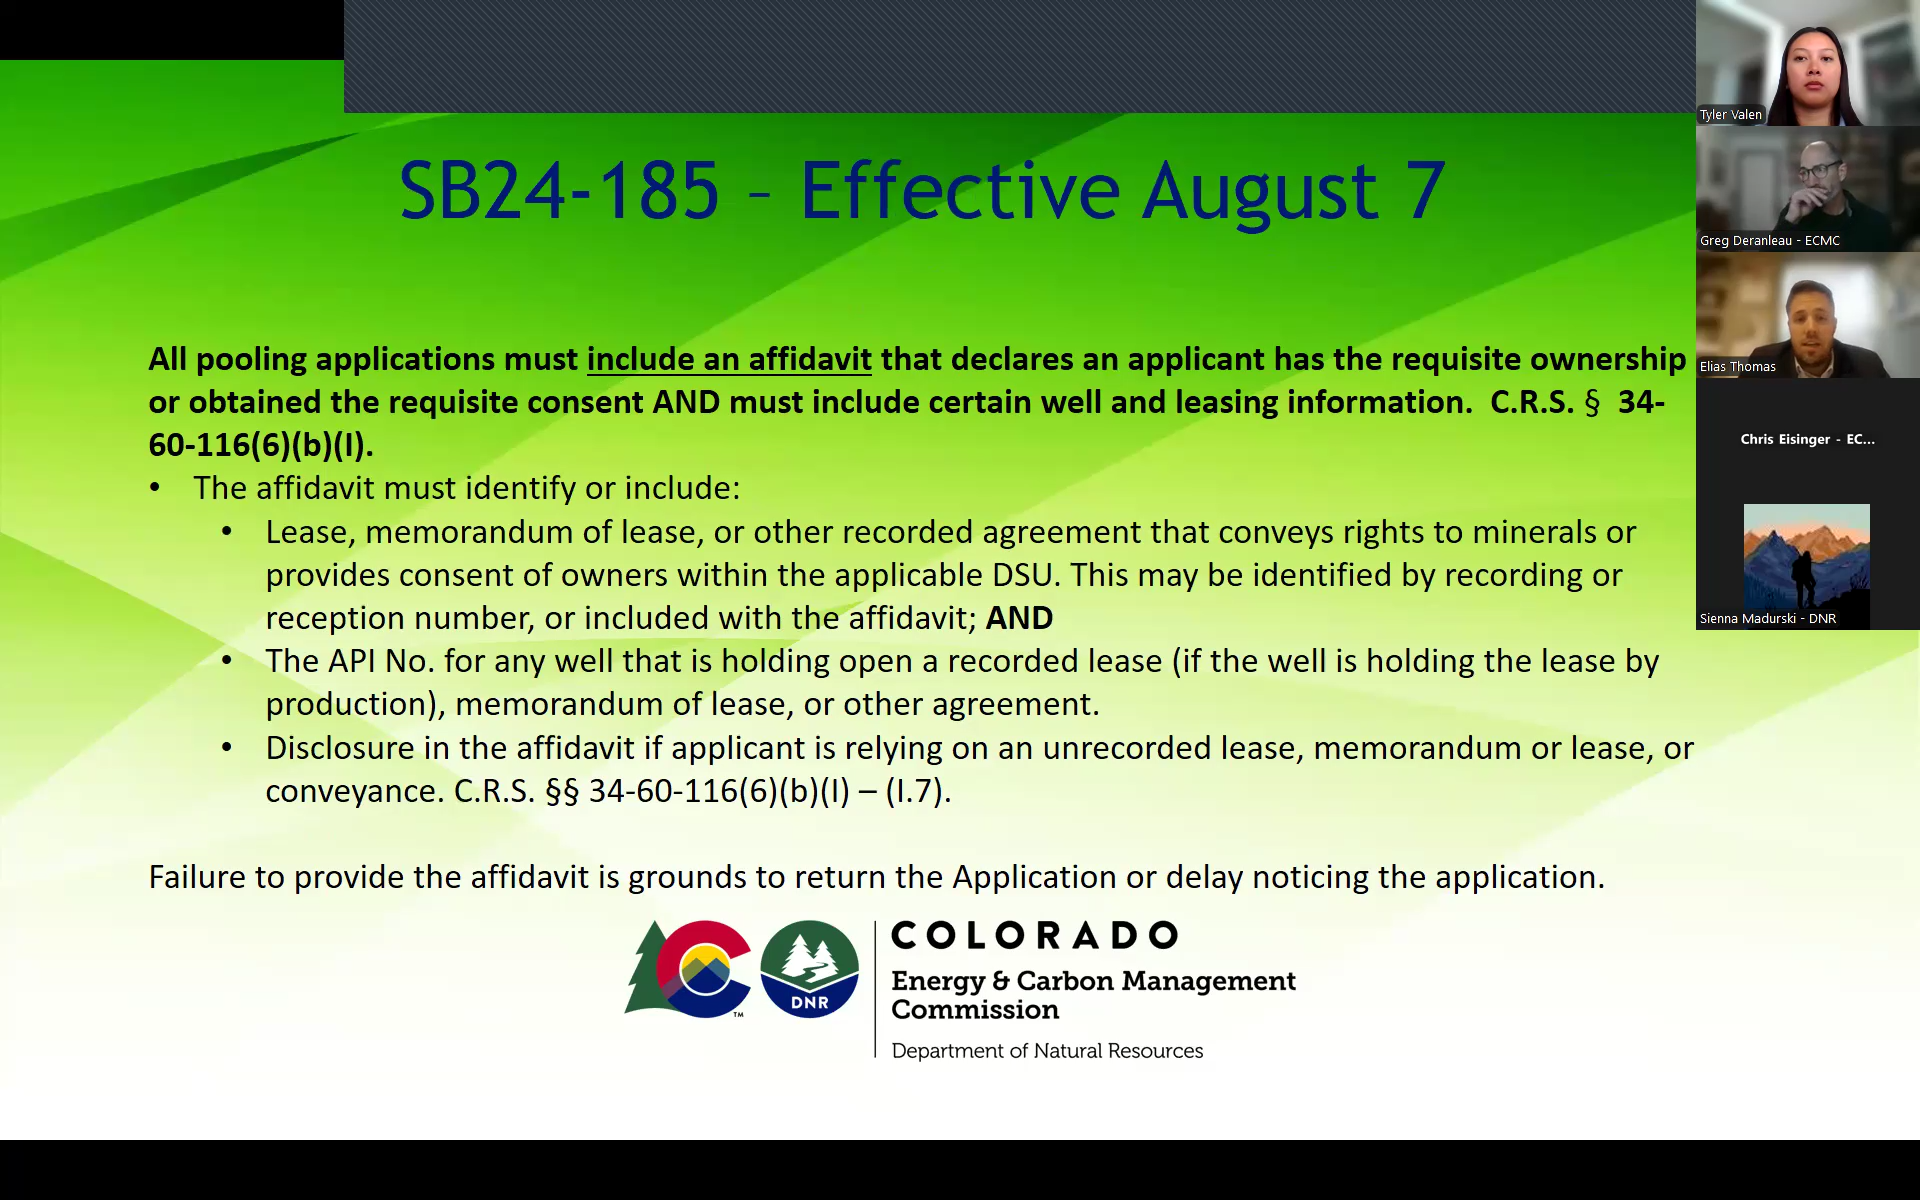 SB24-185 – Effective August 7
All pooling applications must include an affidavit that declares an applicant has the requisite ownership
or obtained the requisite consent AND must include certain well and leasing information.  C.R.S. §  34-
60-116(6)(b)(I).
• The affidavit must identify or include:
• Lease, memorandum of lease, or other recorded agreement that conveys rights to minerals or
provides consent of owners within the applicable DSU. This may be identified by recording or
reception number, or included with the affidavit; AND
• The API No. for any well that is holding open a recorded lease (if the well is holding the lease by
production), memorandum of lease, or other agreement.
• Disclosure in the affidavit if applicant is relying on an unrecorded lease, memorandum or lease, or
conveyance. C.R.S. §§ 34-60-116(6)(b)(I) – (I.7).
Failure to provide the affidavit is grounds to return the Application or delay noticing the application.
TM
DNR
COLORADO
Energy & Carbon Management
Commission
Department of Natural Resources
Tyler Valen
Greg Deranleau - ECMC
Elias Thomas
Chris Eisinger - EC...
Sienna Madurski - DNR